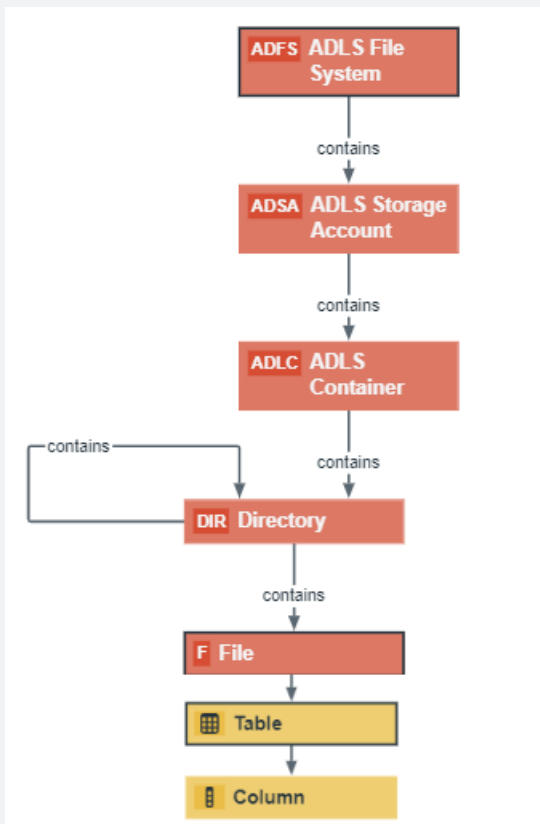 ADFS ADLS File
System
contains
ADSA ADLS Storage
Account
contains
ADLC ADLS
Container
contains
contains
DIR Directory
contains
F File
Table
Column